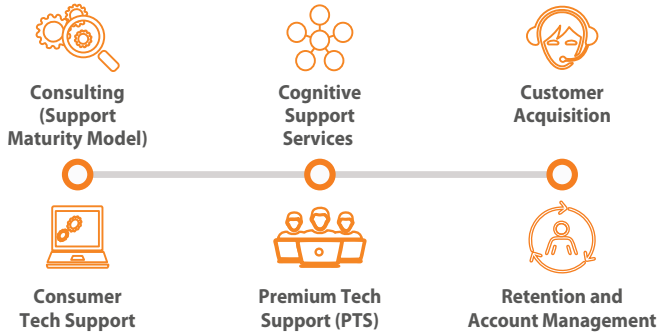 Consulting
(Support
Maturity Model)
Cognitive
Support
Services
Customer
Acquisition
Consumer
Tech Support
Premium Tech
Support (PTS)
Retention and
Account Management